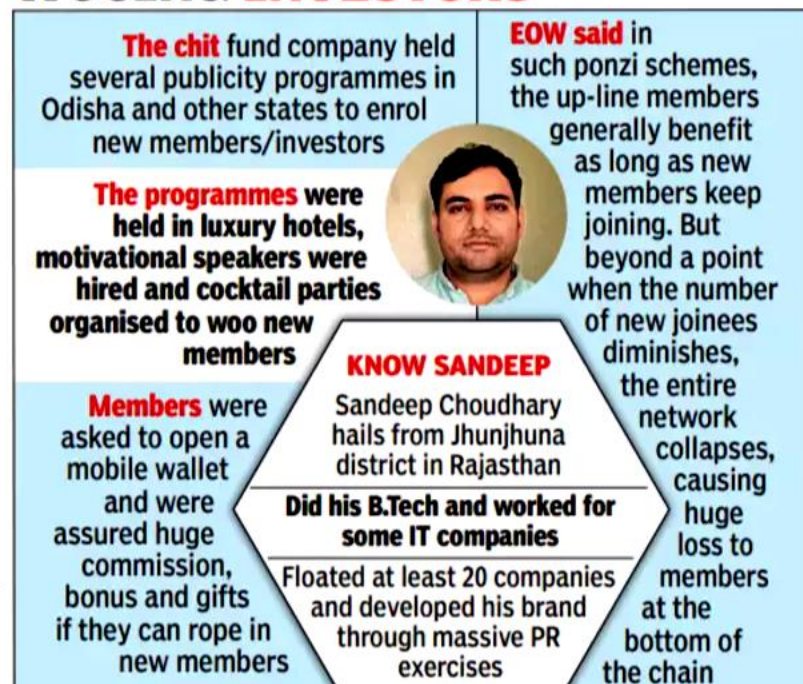 The chit fund company held
several publicity programmes in
Odisha and other states to enrol
new members/investors
The programmes were
held in luxury hotels,
motivational speakers were
hired and cocktail parties
organised to woo new
members
Members were
asked to open a
mobile wallet
and were
assured huge
commission,
bonus and gifts
if they can rope in
new members
KNOW SANDEEP
Sandeep Choudhary
hails from Jhunjhuna
district in Rajasthan
Did his B.Tech and worked for
some IT companies
Floated at least 20 companies
and developed his brand
through massive PR
exercises
EOW said in
such ponzi schemes,
the up-line members
generally benefit
as long as new
members keep
joining. But
beyond a point
when the number
of new joinees
diminishes,
the entire
network
collapses,
causing
huge
loss to
members
at the
bottom of
the chain